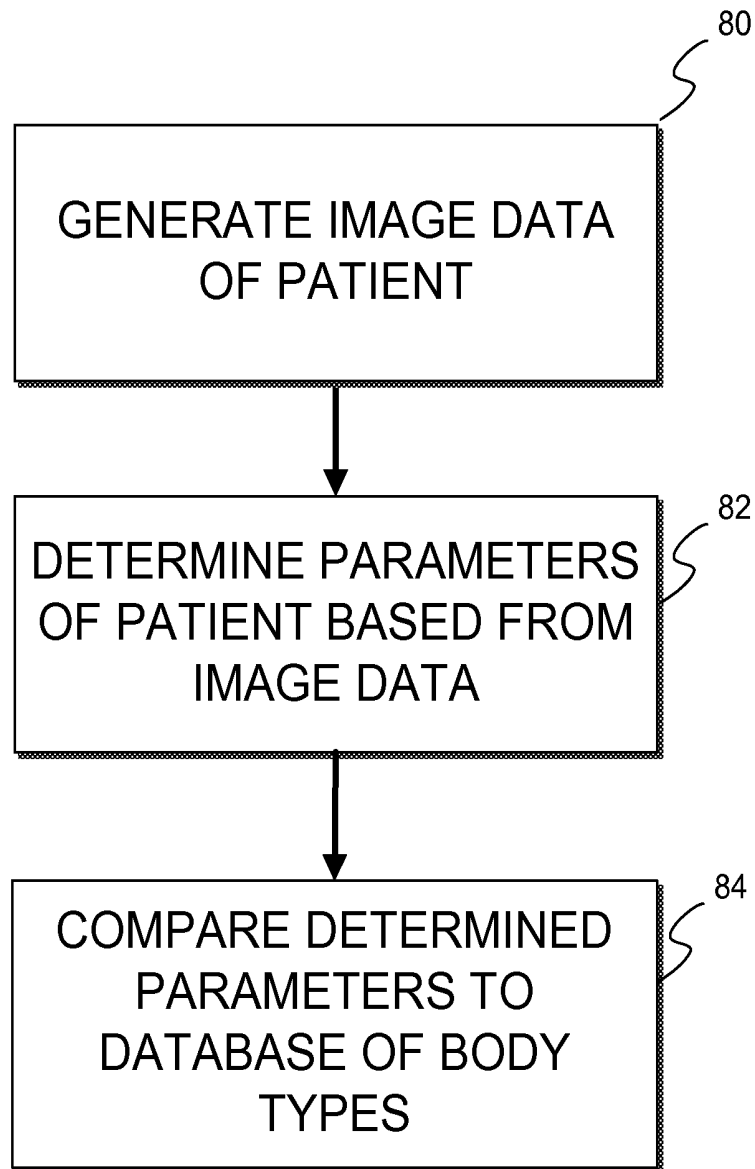 80
GENERATE IMAGE DATA
OF PATIENT
82
DETERMINE PARAMETERS
OF PATIENT BASED FROM
IMAGE DATA
84
COMPARE DETERMINED
PARAMETERS TO
DATABASE OF BODY
TYPES